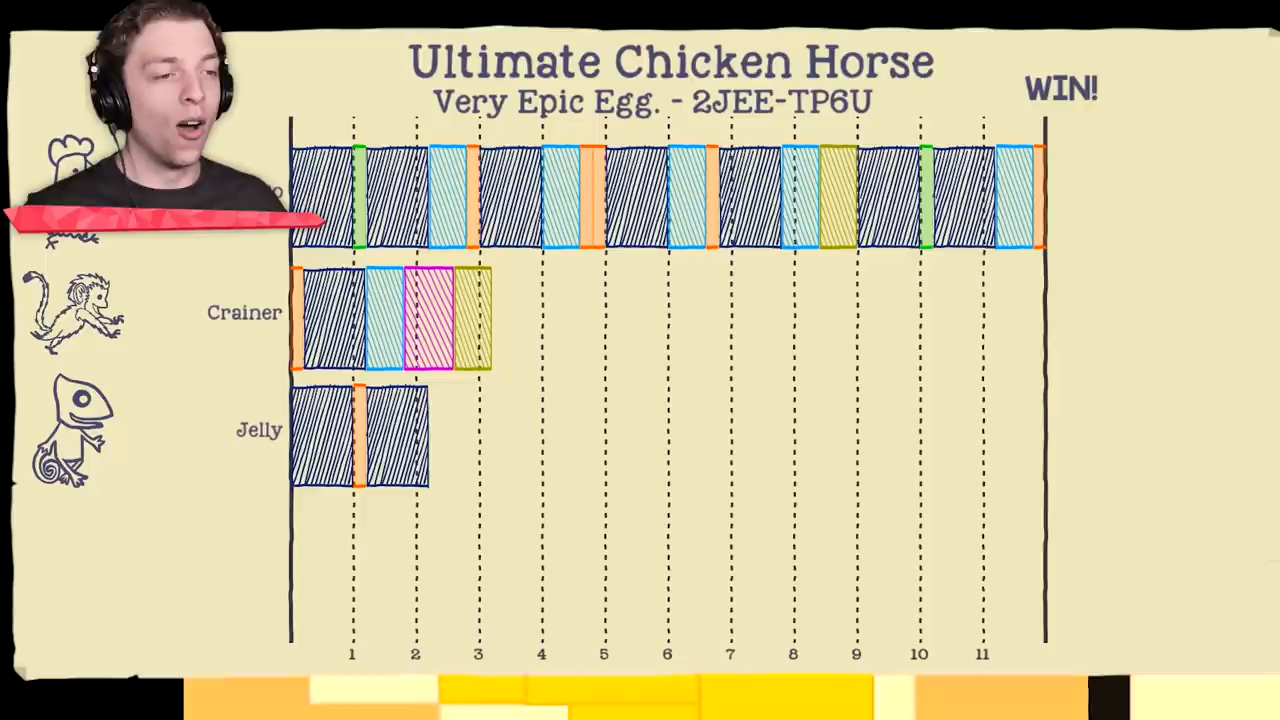 Ultimate Chicken Horse
Very Epic Egg. - 2JEE-TP6U
WIN!
Crainer
Jelly
1 2 3 4 5 6 7 8 9 10 11